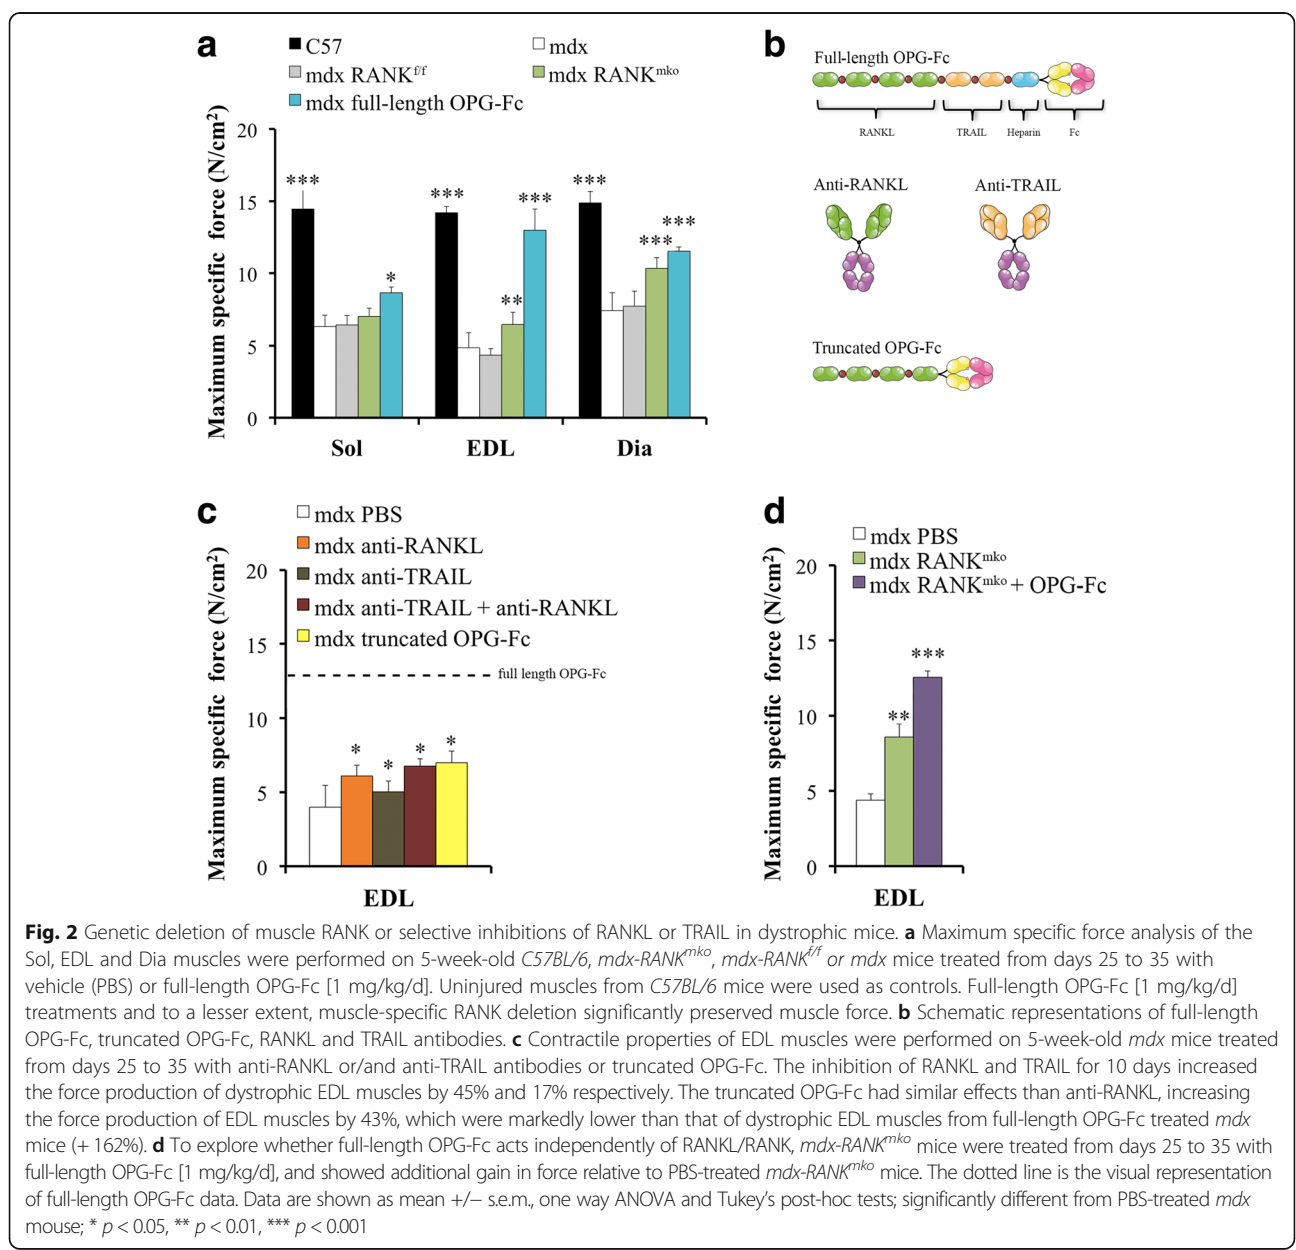 a
C57
mdx
mdx RANKf/f
mdx RANKmko
mdx full-length OPG-Fc
Maximum specific force (N/cm2)
20
15
10
5
0
***
*
***
**
***
***
***
***
Sol
EDL
Dia
b
Full-length OPG-Fc
RANKL
TRAIL
Heparin
Fc
Anti-RANKL
Anti-TRAIL
Truncated OPG-Fc
c
mdx PBS
mdx anti-RANKL
mdx anti-TRAIL
mdx anti-TRAIL + anti-RANKL
mdx truncated OPG-Fc
Maximum specific force (N/cm2)
20
15
10
5
0
full length OPG-Fc
*
*
*
*
EDL
d
mdx PBS
mdx RANKmko
mdx RANKmko + OPG-Fc
Maximum specific force (N/cm2)
20
15
10
5
0
**
***
EDL
Fig. 2 Genetic deletion of muscle RANK or selective inhibitions of RANKL or TRAIL in dystrophic mice. a Maximum specific force analysis of the
Sol, EDL and Dia muscles were performed on 5-week-old C57BL/6, mdx-RANKmko, mdx-RANKf/f or mdx mice treated from days 25 to 35 with
vehicle (PBS) or full-length OPG-Fc [1 mg/kg/d]. Uninjured muscles from C57BL/6 mice were used as controls. Full-length OPG-Fc [1 mg/kg/d]
treatments and to a lesser extent, muscle-specific RANK deletion significantly preserved muscle force. b Schematic representations of full-length
OPG-Fc, truncated OPG-Fc, RANKL and TRAIL antibodies. c Contractile properties of EDL muscles were performed on 5-week-old mdx mice treated
from days 25 to 35 with anti-RANKL or/and anti-TRAIL antibodies or truncated OPG-Fc. The inhibition of RANKL and TRAIL for 10 days increased
the force production of dystrophic EDL muscles by 45% and 17% respectively. The truncated OPG-Fc had similar effects than anti-RANKL, increasing
the force production of EDL muscles by 43%, which were markedly lower than that of dystrophic EDL muscles from full-length OPG-Fc treated mdx
mice (+ 162%). d To explore whether full-length OPG-Fc acts independently of RANKL/RANK, mdx-RANKmko mice were treated from days 25 to 35 with
full-length OPG-Fc [1 mg/kg/d], and showed additional gain in force relative to PBS-treated mdx-RANKmko mice. The dotted line is the visual representation
of full-length OPG-Fc data. Data are shown as mean +/− s.e.m., one way ANOVA and Tukey's post-hoc tests; significantly different from PBS-treated mdx
mouse; * p < 0.05, ** p < 0.01, *** p < 0.001